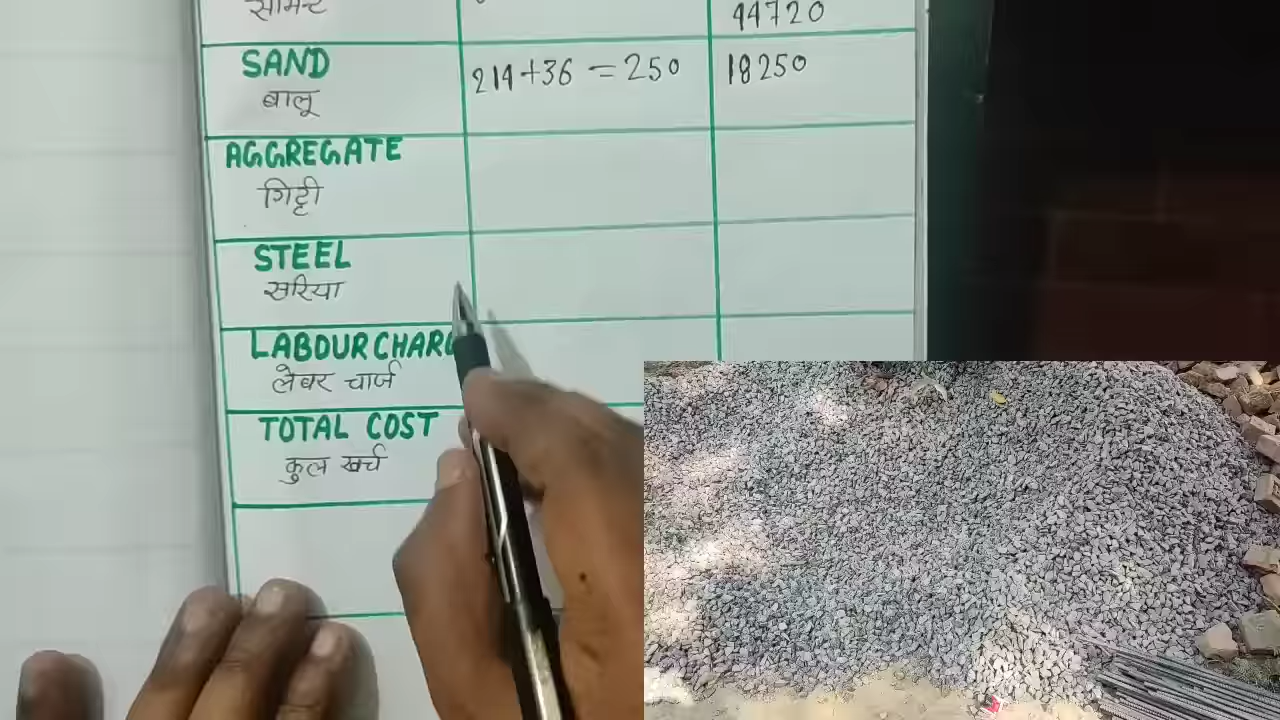 सीमेन्ट
44720
SAND
214+36 = 250
18250
बालू
AGGREGATE
गिट्टी
STEEL
सरिया
LABOUR CHARG
लेबर चार्ज
TOTAL COST
कुल खर्च